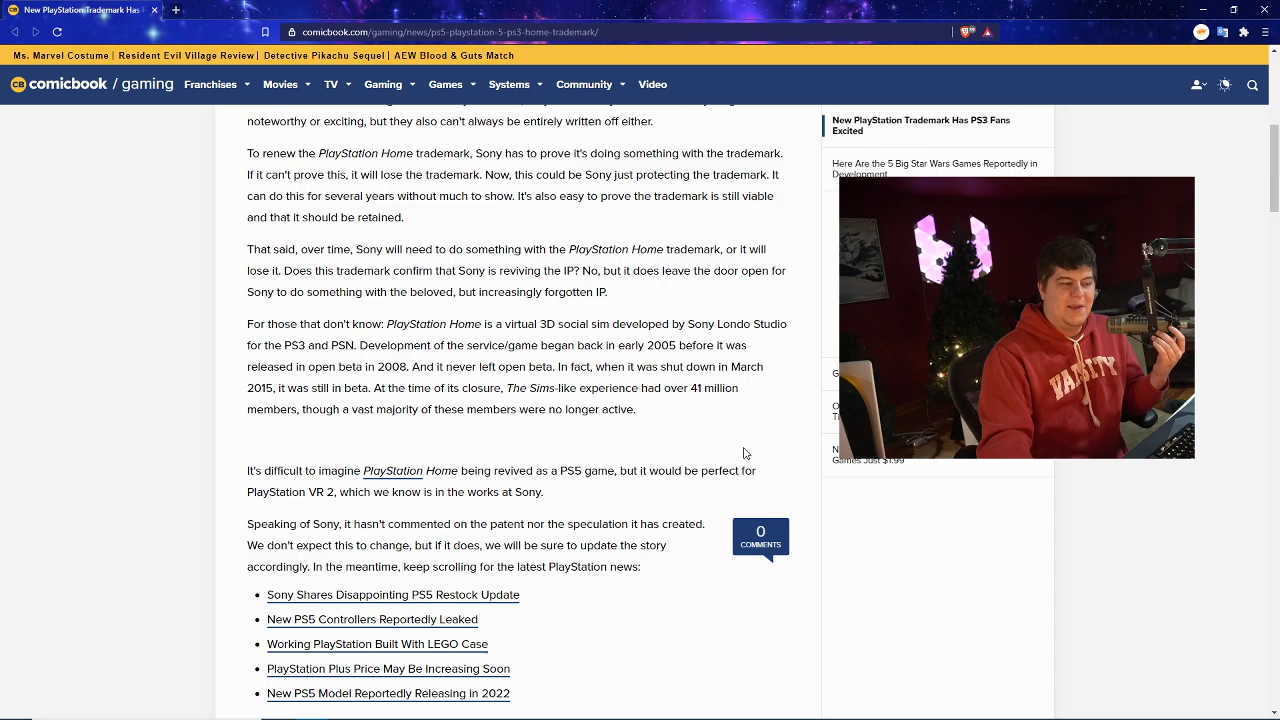 New PlayStation Trademark Has
comicbook.com/gaming/news/ps5-playstation-5-ps3-home-trademark/
Ms. Marvel Costume | Resident Evil Village Review | Detective Pikachu Sequel | AEW Blood & Guts Match
CB comicbook / gaming Franchises Movies TV Gaming Games Systems Community Video
noteworthy or exciting, but they also can't always be entirely written off either.
To renew the PlayStation Home trademark, Sony has to prove it's doing something with the trademark.
If it can't prove this, it will lose the trademark. Now, this could be Sony just protecting the trademark. It
can do this for several years without much to show. It's also easy to prove the trademark is still viable
and that it should be retained.
That said, over time, Sony will need to do something with the PlayStation Home trademark, or it will
lose it. Does this trademark confirm that Sony is reviving the IP? No, but it does leave the door open for
Sony to do something with the beloved, but increasingly forgotten IP.
For those that don't know: PlayStation Home is a virtual 3D social sim developed by Sony Londo Studio
for the PS3 and PSN. Development of the service/game began back in early 2005 before it was
released in open beta in 2008. And it never left open beta. In fact, when it was shut down in March
2015, it was still in beta. At the time of its closure, The Sims-like experience had over 41 million
members, though a vast majority of these members were no longer active.
It's difficult to imagine PlayStation Home being revived as a PS5 game, but it would be perfect for
PlayStation VR 2, which we know is in the works at Sony.
Speaking of Sony, it hasn't commented on the patent nor the speculation it has created.
We don't expect this to change, but if it does, we will be sure to update the story
accordingly. In the meantime, keep scrolling for the latest PlayStation news:
Sony Shares Disappointing PS5 Restock Update
New PS5 Controllers Reportedly Leaked
Working PlayStation Built With LEGO Case
PlayStation Plus Price May Be Increasing Soon
New PS5 Model Reportedly Releasing in 2022
0
COMMENTS
New PlayStation Trademark Has PS3 Fans
Excited
Here Are the 5 Big Star Wars Games Reportedly in
Development
VARSITY
Games Just $1.99